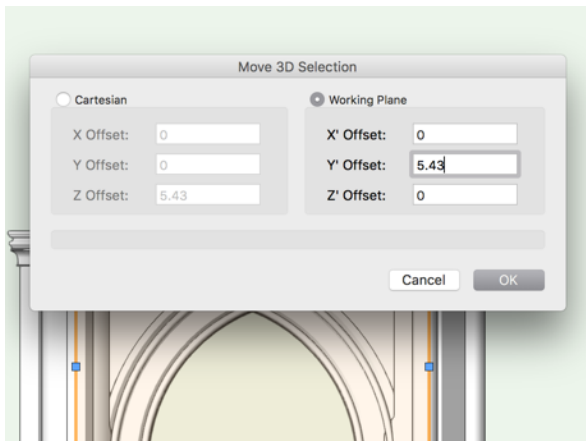 Move 3D Selection
Cartesian
X Offset: 0
Y Offset: 0
Z Offset: 5.43
Working Plane
X' Offset: 0
Y' Offset: 5.43
Z' Offset: 0
Cancel
OK